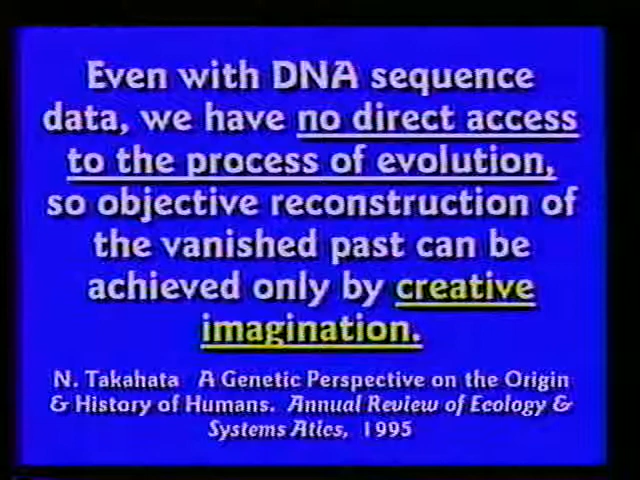 Even with DNA sequence
data, we have no direct access
to the process of evolution,
so objective reconstruction of
the vanished past can be
achieved only by creative
imagination.
N. Takahata A Genetic Perspective on the Origin
& History of Humans. Annual Review of Ecology &
Systems Atics, 1995